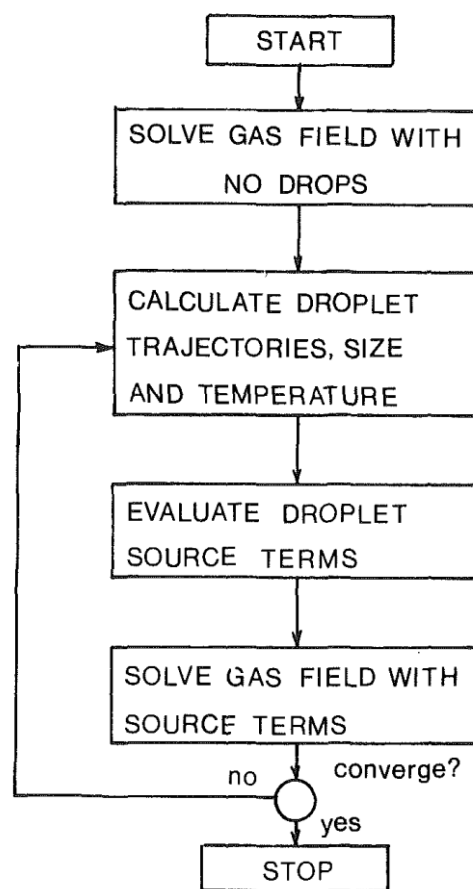 START
SOLVE GAS FIELD WITH
NO DROPS
CALCULATE DROPLET
TRAJECTORIES, SIZE
AND TEMPERATURE
EVALUATE DROPLET
SOURCE TERMS
SOLVE GAS FIELD WITH
SOURCE TERMS
no
converge?
yes
STOP